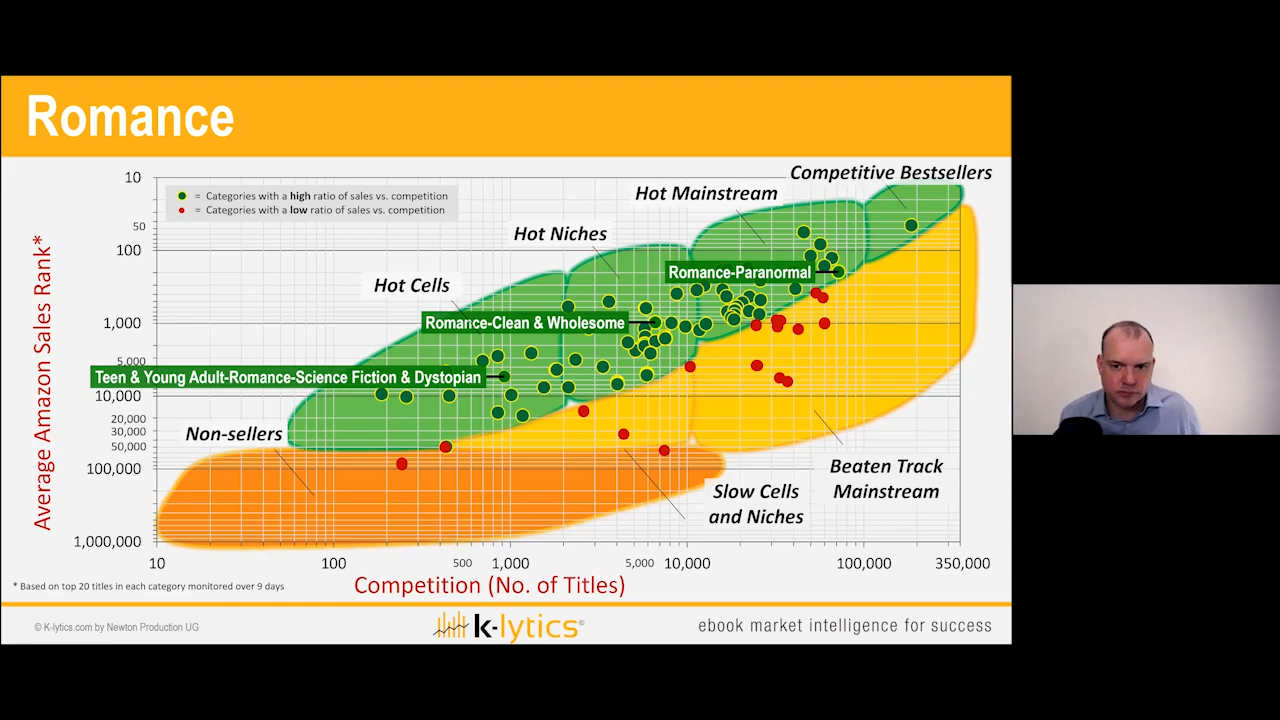 Romance
Competitive Bestsellers
Hot Mainstream
Hot Niches
Hot Cells
= Categories with a high ratio of sales vs. competition
= Categories with a low ratio of sales vs. competition
Romance-Paranormal
Romance-Clean & Wholesome
Teen & Young Adult-Romance-Science Fiction & Dystopian
Non-sellers
Beaten Track
Mainstream
Slow Cells
and Niches
Average Amazon Sales Rank*
10
50
100
1,000
5,000
10,000
20,000
30,000
50,000
100,000
1,000,000
10
100
500
1,000
5,000
10,000
100,000
350,000
Competition (No. of Titles)
* Based on top 20 titles in each category monitored over 9 days
© K-lytics.com by Newton Production UG
k-lytics®
ebook market intelligence for success